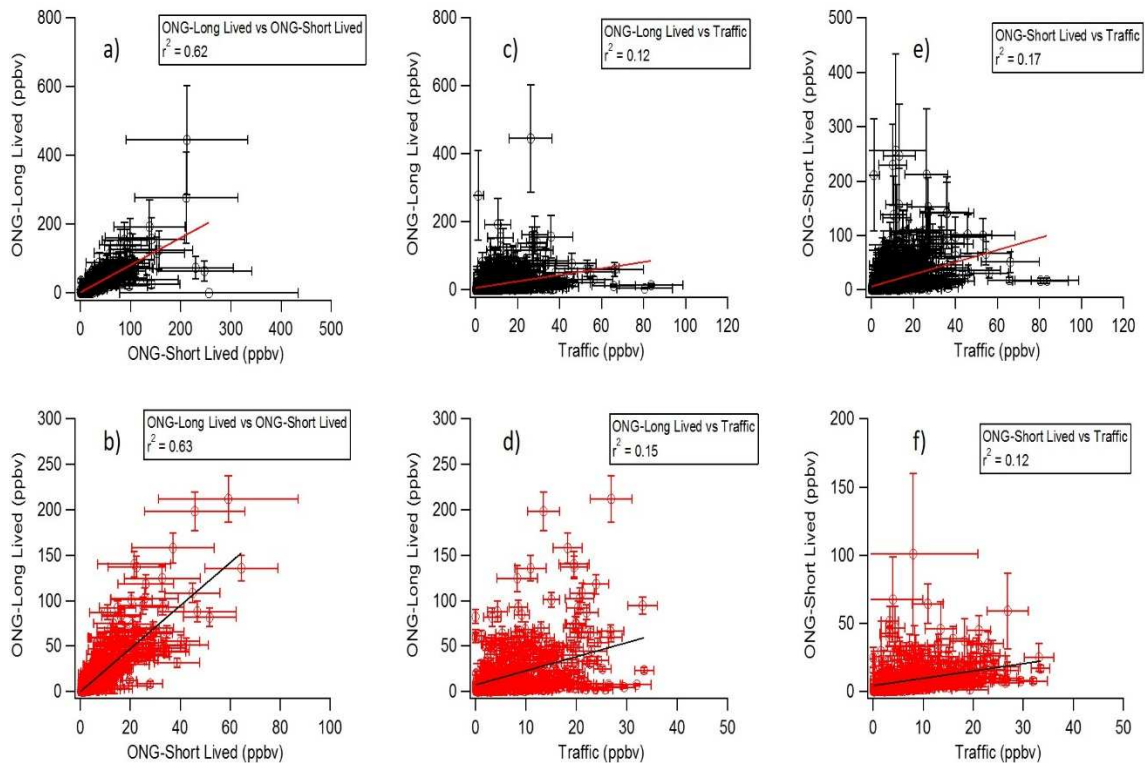 a)
ONG-Long Lived vs ONG-Short Lived
r² = 0.62
ONG-Long Lived (ppbv)
800
600
400
200
0
0 100 200 300 400 500
ONG-Short Lived (ppbv)
c)
ONG-Long Lived vs Traffic
r² = 0.12
ONG-Long Lived (ppbv)
800
600
400
200
0
0 20 40 60 80 100 120
Traffic (ppbv)
e)
ONG-Short Lived vs Traffic
r² = 0.17
ONG-Short Lived (ppbv)
500
400
300
200
100
0
0 20 40 60 80 100 120
Traffic (ppbv)
b)
ONG-Long Lived vs ONG-Short Lived
r² = 0.63
ONG-Long Lived (ppbv)
300
250
200
150
100
50
0
0 20 40 60 80 100
ONG-Short Lived (ppbv)
d)
ONG-Long Lived vs Traffic
r² = 0.15
ONG-Long Lived (ppbv)
300
250
200
150
100
50
0
0 10 20 30 40 50
Traffic (ppbv)
f)
ONG-Short Lived vs Traffic
r² = 0.12
ONG-Short Lived (ppbv)
200
150
100
50
0
0 10 20 30 40 50
Traffic (ppbv)